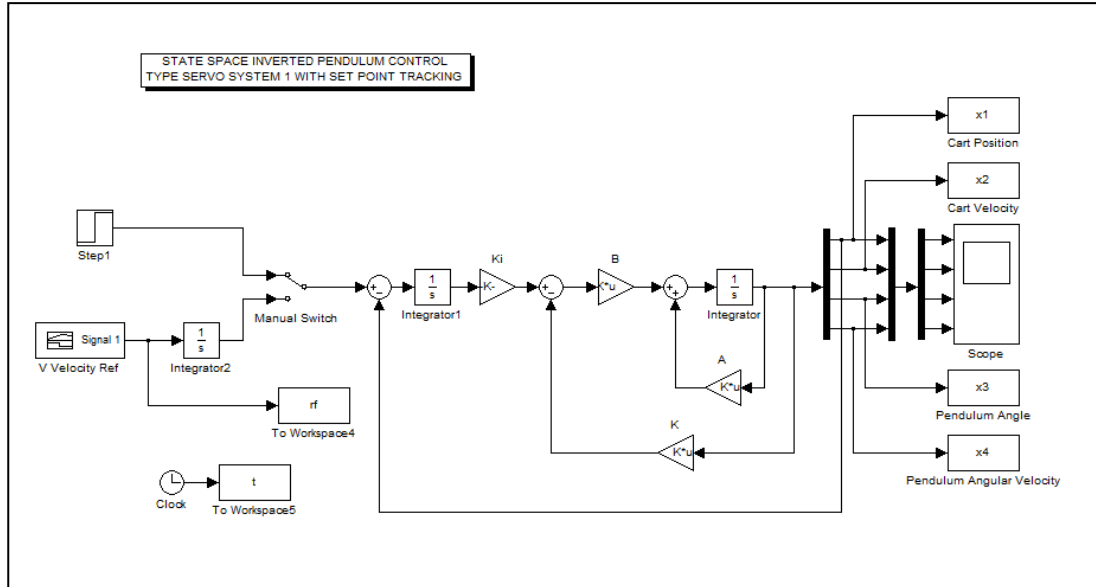 STATE SPACE INVERTED PENDULUM CONTROL
TYPE SERVO SYSTEM 1 WITH SET POINT TRACKING
x1
Cart Position
x2
Cart Velocity
Step1
Ki
B
1
s
-K-
K*u
1
s
Integrator1
Integrator
Manual Switch
Signal 1
V Velocity Ref
1
s
Integrator2
Scope
A
K*u
rf
To Workspace4
x3
Pendulum Angle
K
K*u
x4
Pendulum Angular Velocity
t
Clock
To Workspace5
+
-
+
-
+
+